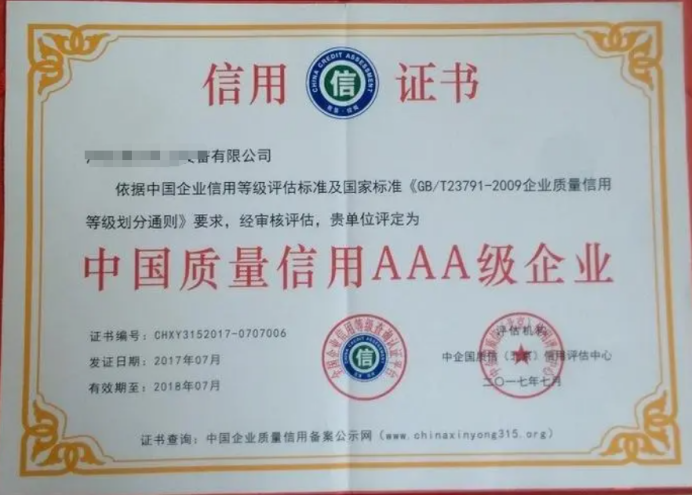 信用 证书
CHINA CREDIT ASSESSMENT
信
备有限公司
依据中国企业信用等级评估标准及国家标准《GB/T23791-2009企业质量信用
等级划分通则》要求，经审核评估，贵单位评定为
中国质量信用AAA级企业
证书编号：CHXY3152017-0707006
发证日期：2017年07月
有效期至：2018年07月
信
评估机构
中企国质信（北京）信用评估中心
二〇一七年七月
证书查询：中国企业质量信用备案公示网（www.chinaxinyong315.org）